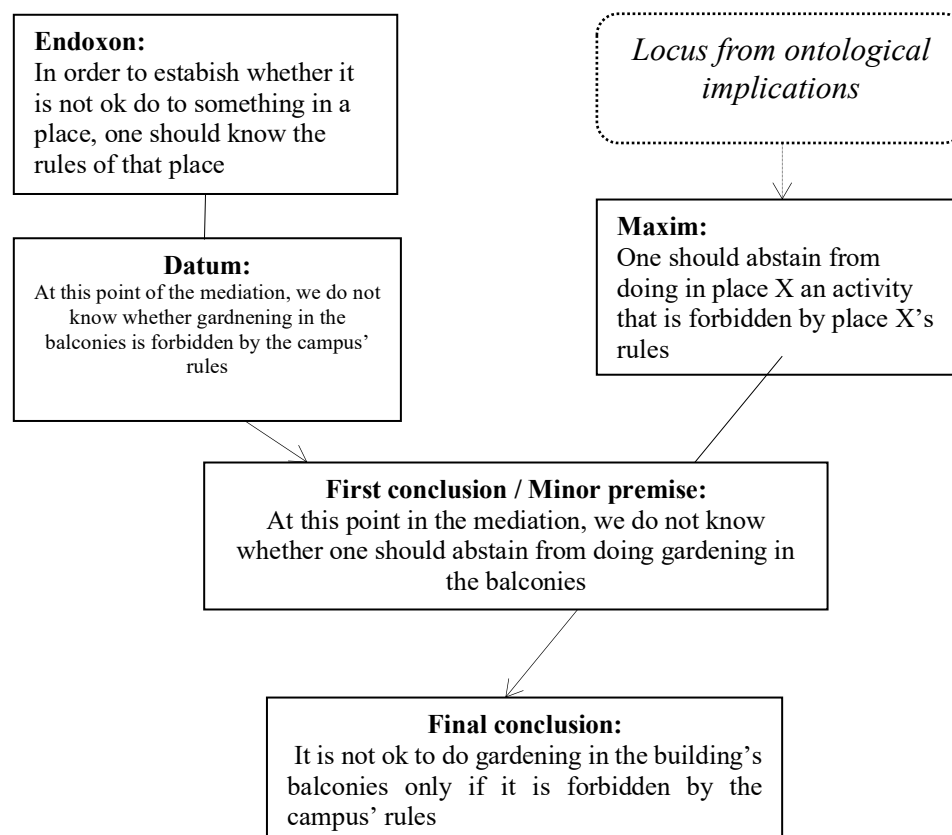 Endoxon:
In order to estabish whether it
is not ok do to something in a
place, one should know the
rules of that place
Locus from ontological
implications
Datum:
At this point of the mediation, we do not
know whether gardnening in the
balconies is forbidden by the campus’
rules
Maxim:
One should abstain from
doing in place X an activity
that is forbidden by place X’s
rules
First conclusion / Minor premise:
At this point in the mediation, we do not know
whether one should abstain from doing gardening in
the balconies
Final conclusion:
It is not ok to do gardening in the building’s
balconies only if it is forbidden by the
campus’ rules